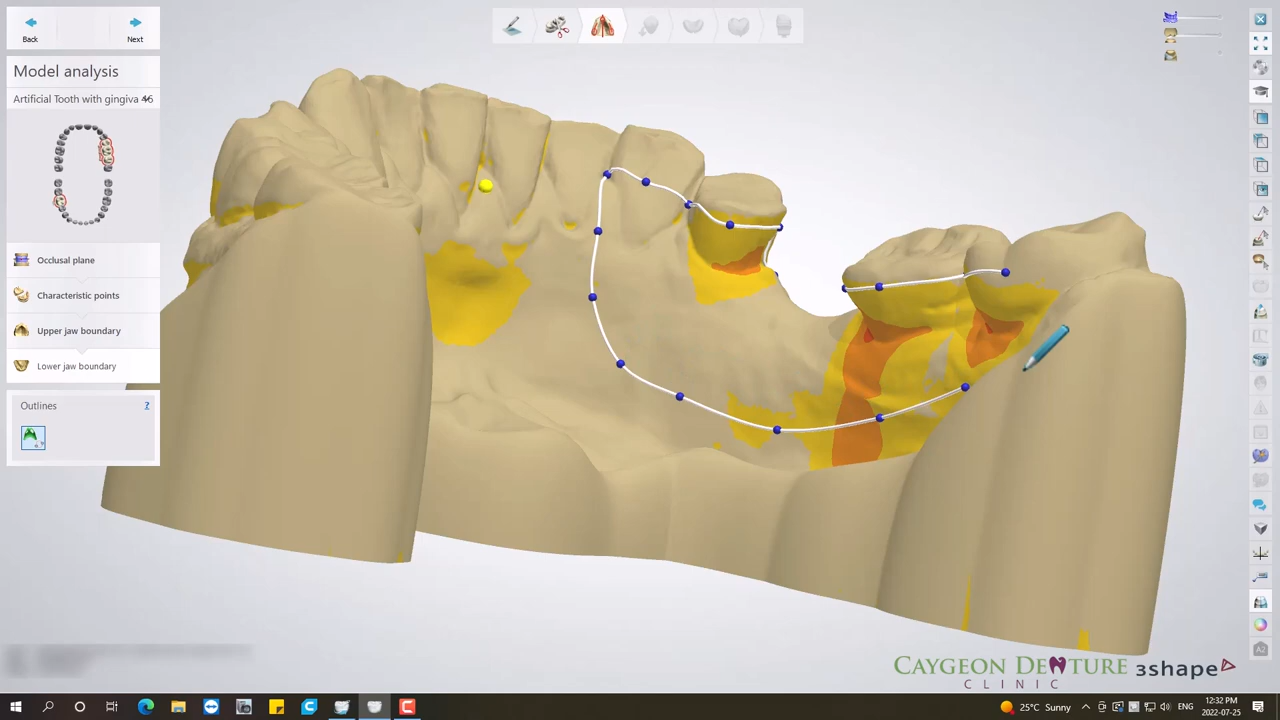 Back
Next
Model analysis
Artificial Tooth with gingiva 46
Occlusal plane
Characteristic points
Upper jaw boundary
Lower jaw boundary
Outlines ?
A2
CAYGEON DENTURE
CLINIC
3shape
25°C Sunny
ENG
12:32 PM
2022-07-25